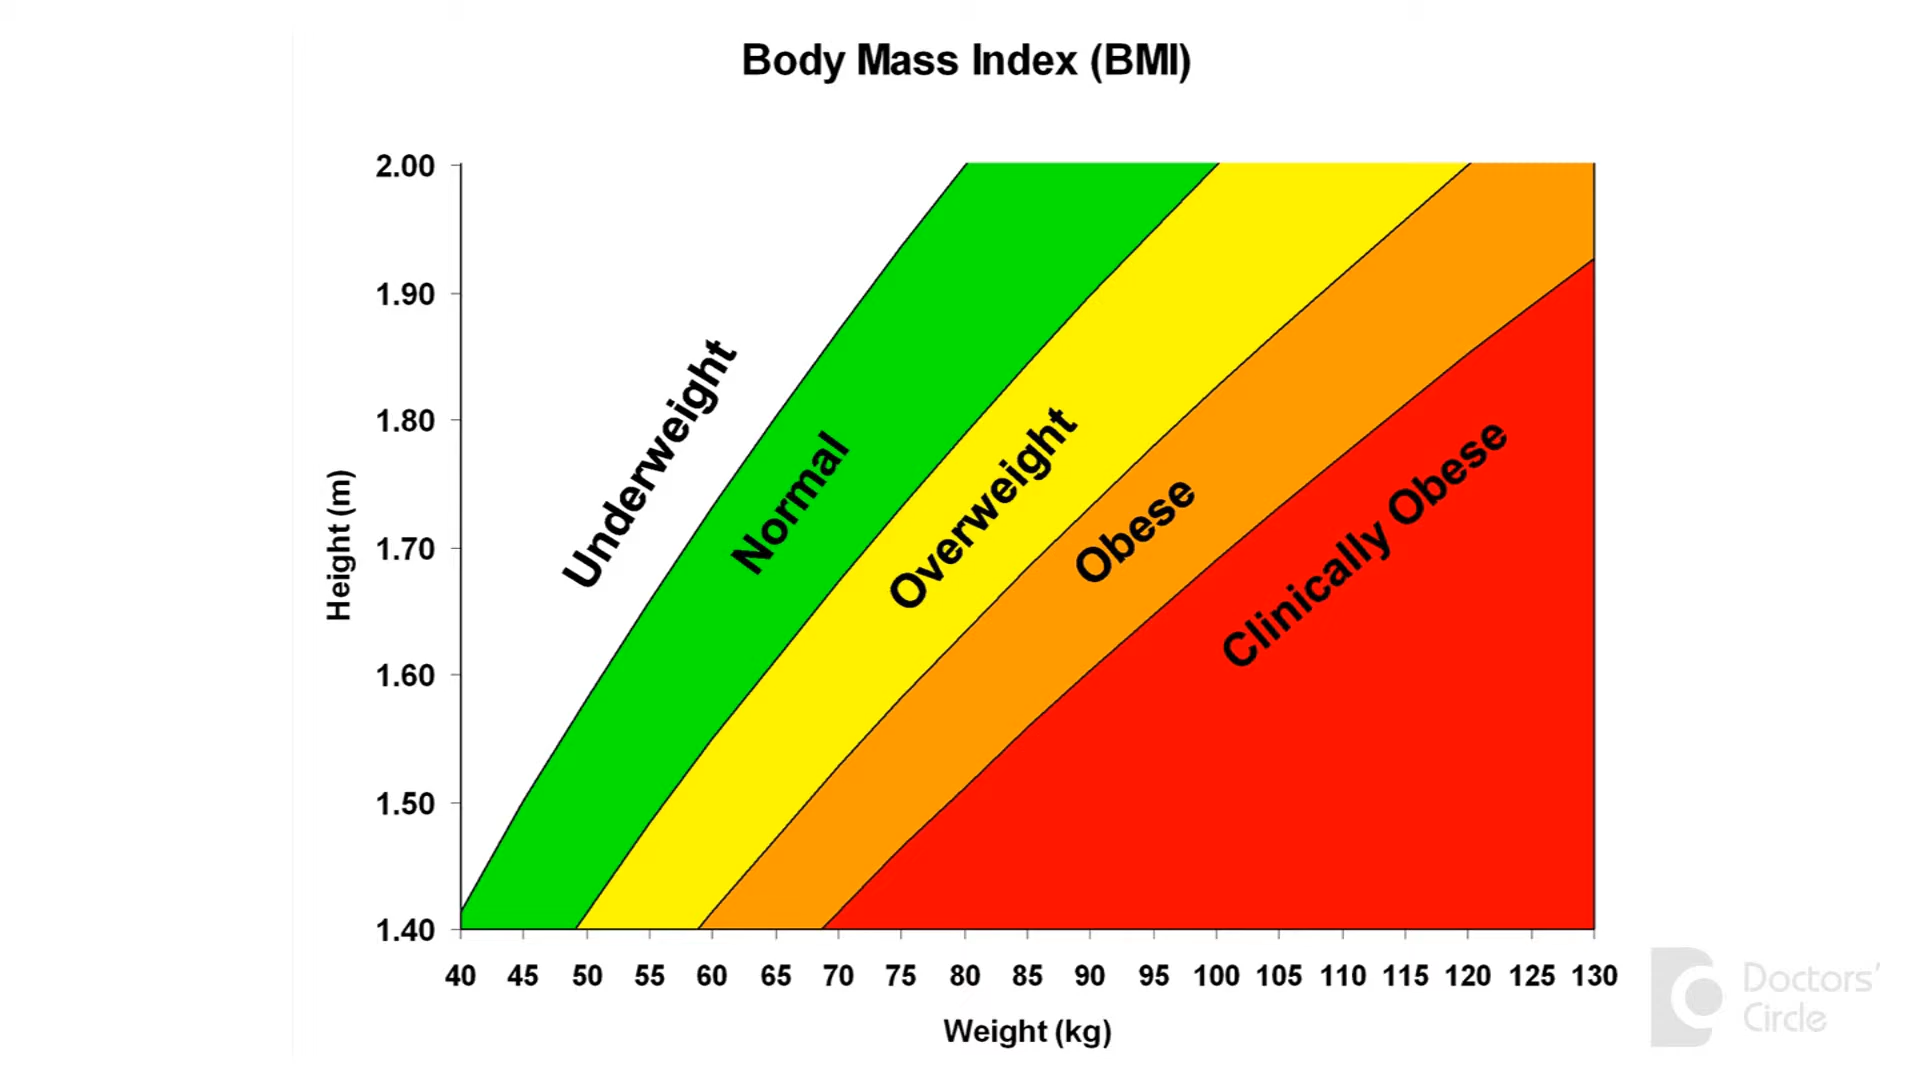 Body Mass Index (BMI)
2.00
1.90
1.80
1.70
1.60
1.50
1.40
Height (m)
Underweight
Normal
Overweight
Obese
Clinically Obese
40 45 50 55 60 65 70 75 80 85 90 95 100 105 110 115 120 125 130
Weight (kg)
Doctors'
Circle